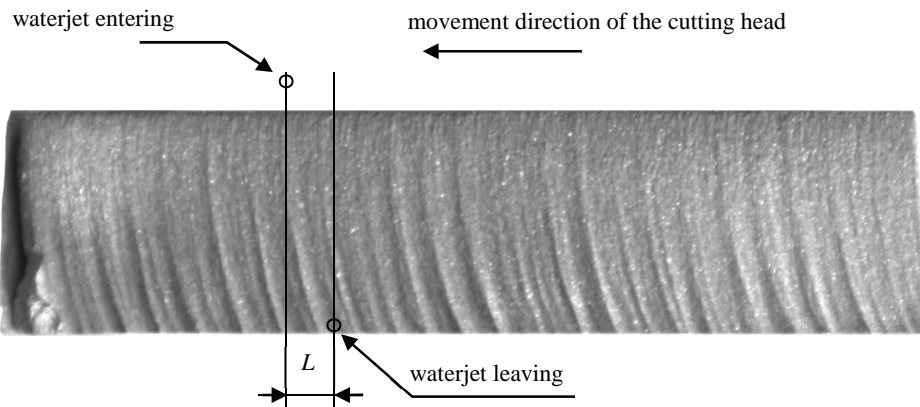 waterjet entering
movement direction of the cutting head
L
waterjet leaving